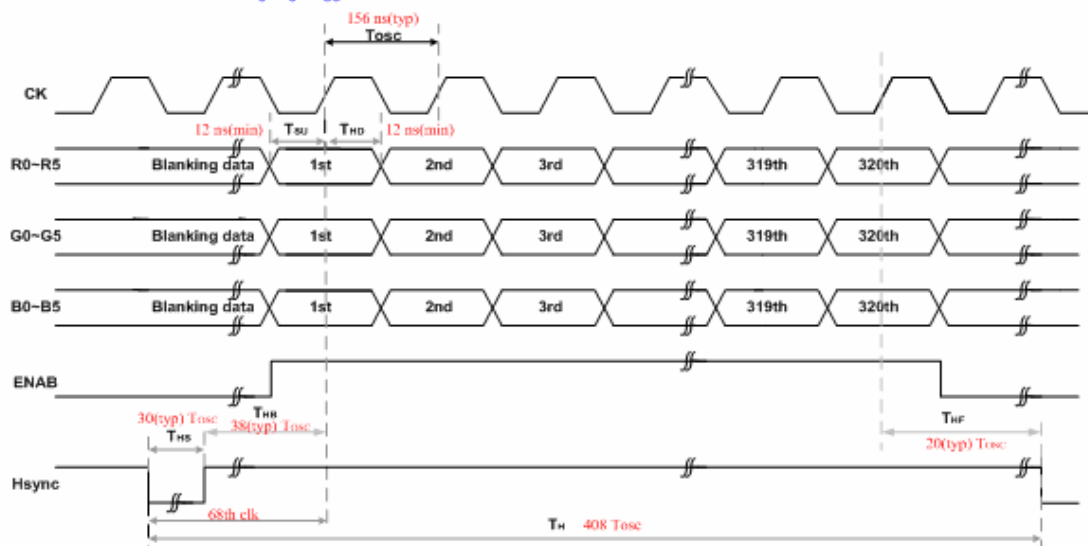 156 ns(typ)
Tosc
CK
12 ns(min) TSU THD 12 ns(min)
R0~R5 Blanking data 1st 2nd 3rd 319th 320th
G0~G5 Blanking data 1st 2nd 3rd 319th 320th
B0~B5 Blanking data 1st 2nd 3rd 319th 320th
ENAB
30(typ) Tosc THB THF
THS 38(typ) Tosc 20(typ) Tosc
Hsync
68th clk TH 408 Tosc